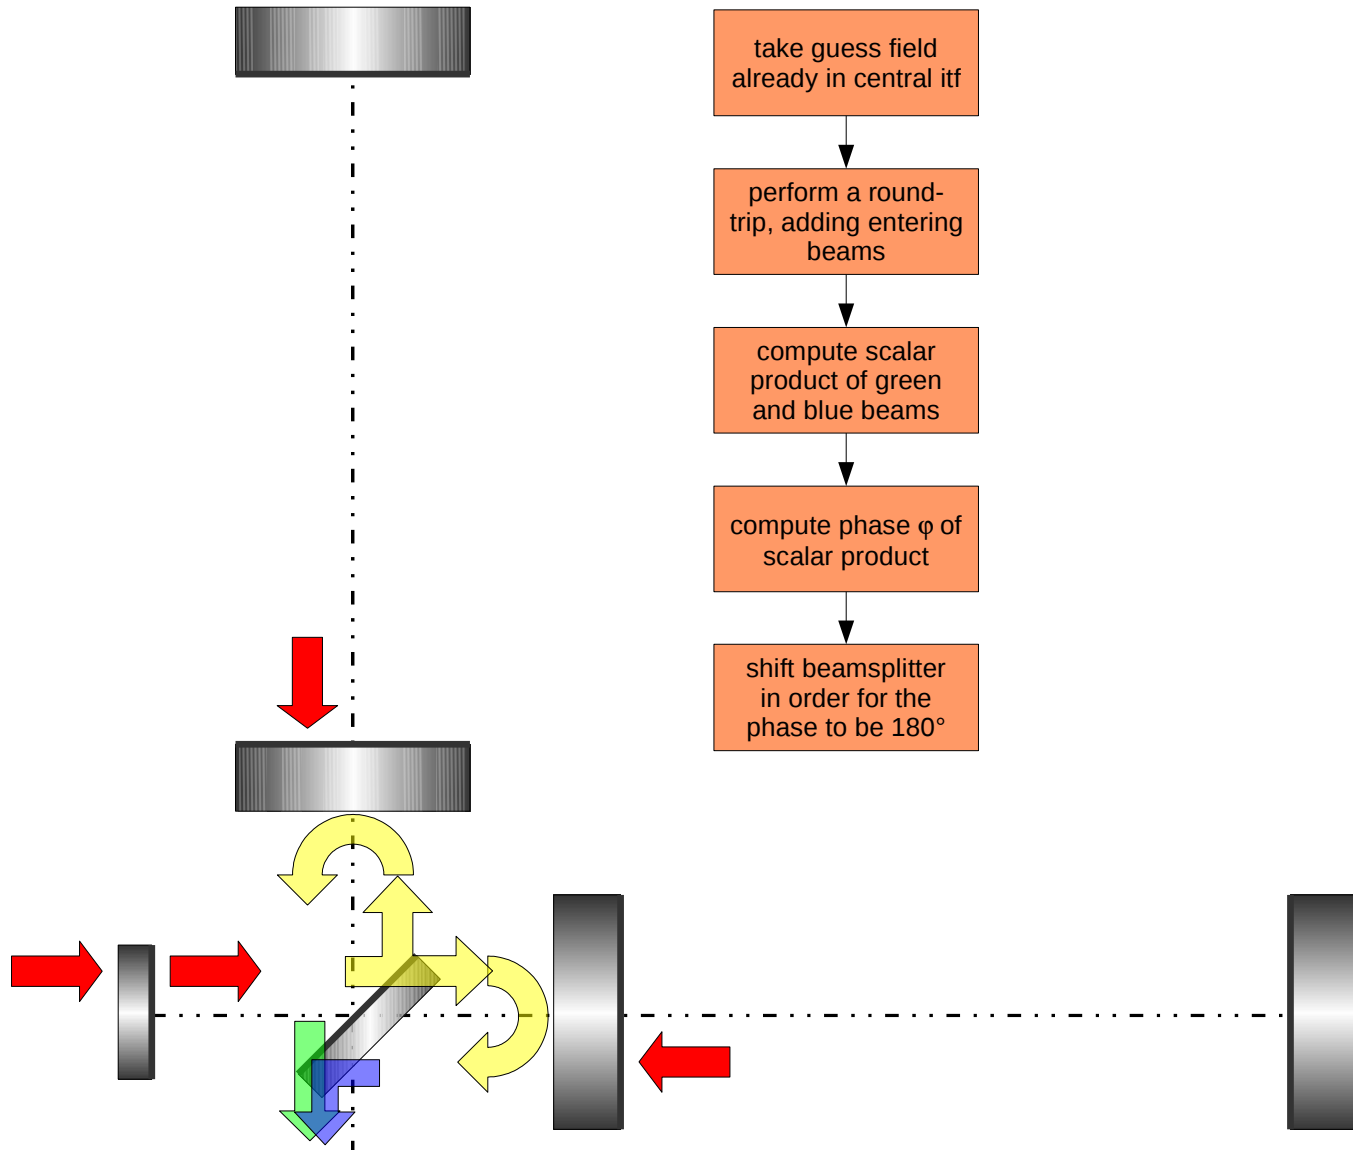 take guess field
already in central itf
perform a round-
trip, adding entering
beams
compute scalar
product of green
and blue beams
compute phase φ of
scalar product
shift beamsplitter
in order for the
phase to be 180°